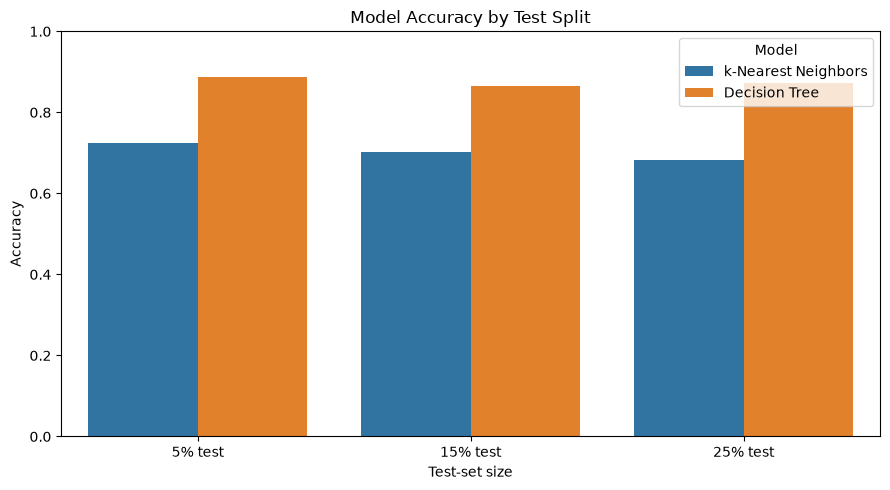 Model Accuracy by Test Split
Model
k-Nearest Neighbors
Decision Tree
1.0
0.8
0.6
0.4
0.2
0.0
Accuracy
5% test
15% test
25% test
Test-set size